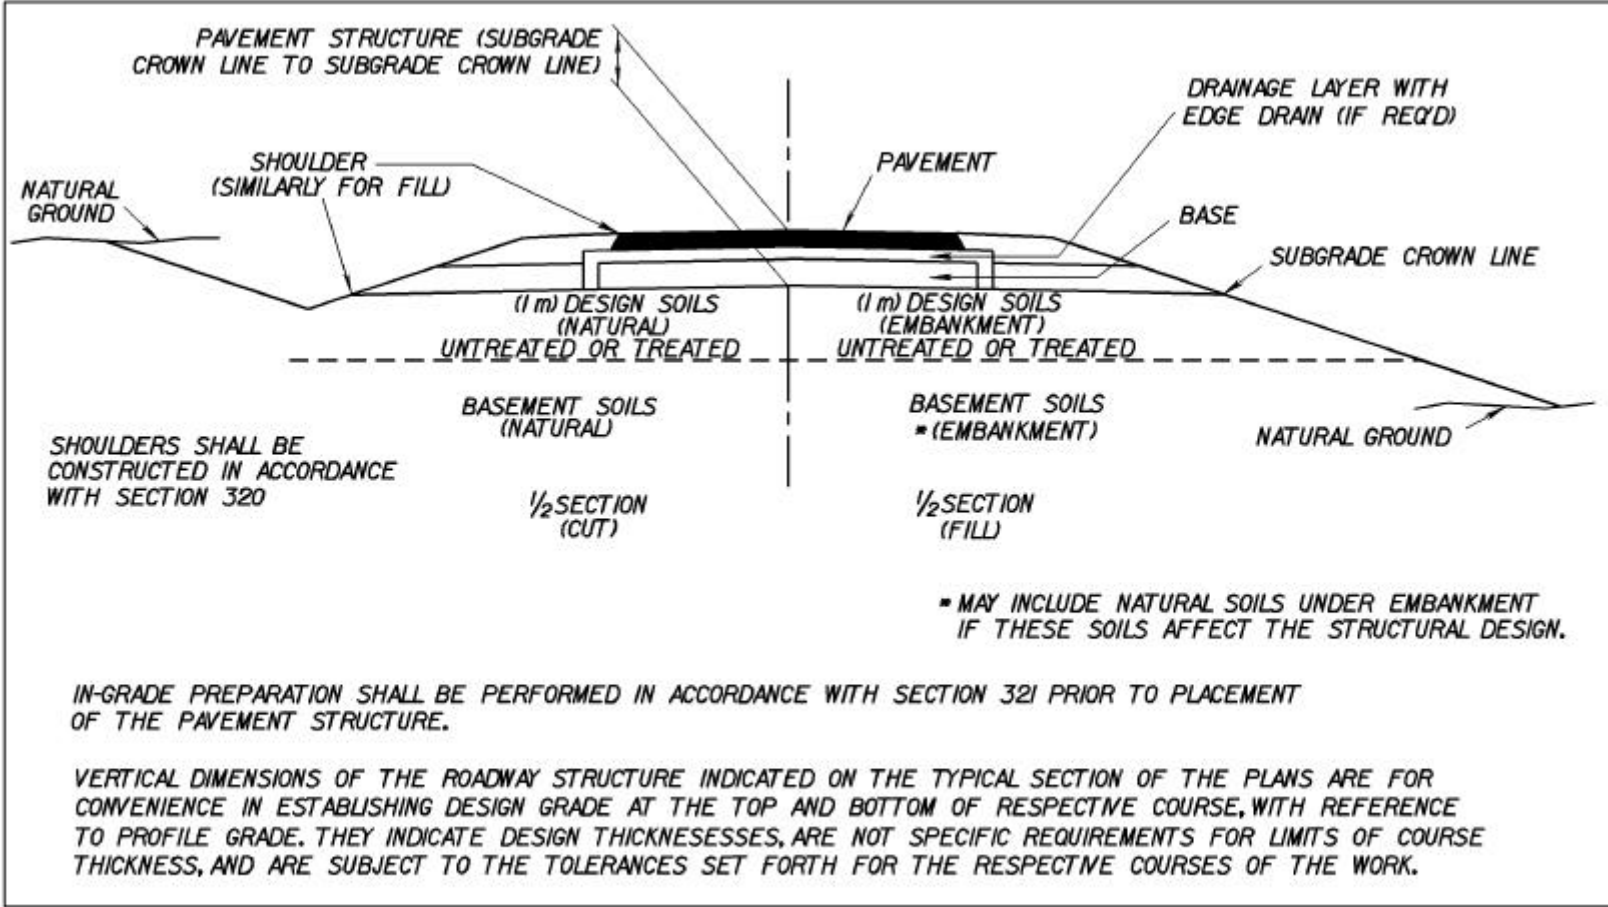 PAVEMENT STRUCTURE (SUBGRADE
CROWN LINE TO SUBGRADE CROWN LINE)
DRAINAGE LAYER WITH
EDGE DRAIN (IF REQ'D)
SHOULDER
(SIMILARLY FOR FILL)
PAVEMENT
NATURAL
GROUND
BASE
SUBGRADE CROWN LINE
(1 m) DESIGN SOILS
(NATURAL)
UNTREATED OR TREATED
(1 m) DESIGN SOILS
(EMBANKMENT)
UNTREATED OR TREATED
BASEMENT SOILS
(NATURAL)
BASEMENT SOILS
*(EMBANKMENT)
NATURAL GROUND
SHOULDERS SHALL BE
CONSTRUCTED IN ACCORDANCE
WITH SECTION 320
1/2 SECTION
(CUT)
1/2 SECTION
(FILL)
* MAY INCLUDE NATURAL SOILS UNDER EMBANKMENT
IF THESE SOILS AFFECT THE STRUCTURAL DESIGN.
IN-GRADE PREPARATION SHALL BE PERFORMED IN ACCORDANCE WITH SECTION 321 PRIOR TO PLACEMENT
OF THE PAVEMENT STRUCTURE.
VERTICAL DIMENSIONS OF THE ROADWAY STRUCTURE INDICATED ON THE TYPICAL SECTION OF THE PLANS ARE FOR
CONVENIENCE IN ESTABLISHING DESIGN GRADE AT THE TOP AND BOTTOM OF RESPECTIVE COURSE, WITH REFERENCE
TO PROFILE GRADE. THEY INDICATE DESIGN THICKNESESSES, ARE NOT SPECIFIC REQUIREMENTS FOR LIMITS OF COURSE
THICKNESS, AND ARE SUBJECT TO THE TOLERANCES SET FORTH FOR THE RESPECTIVE COURSES OF THE WORK.